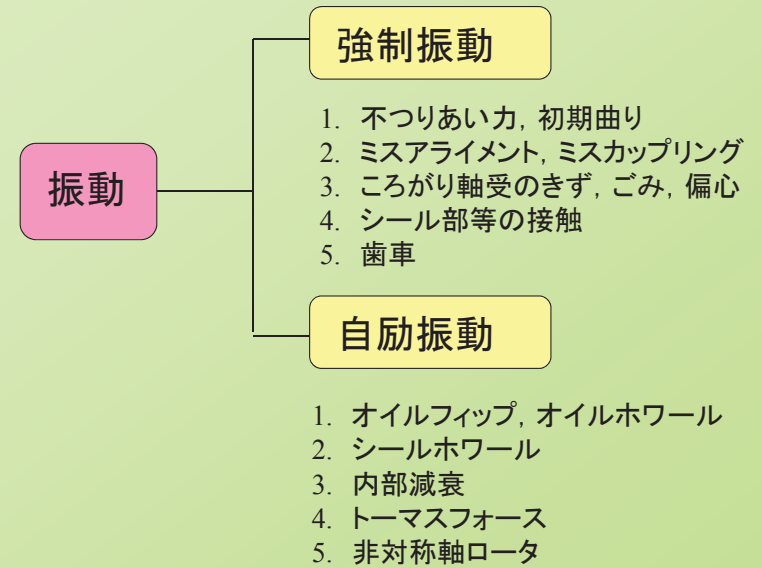 振動
強制振動
1. 不つりあい力, 初期曲り
2. ミスアライメント, ミスカップリング
3. ころがり軸受のきず, ごみ, 偏心
4. シール部等の接触
5. 歯車
自励振動
1. オイルフィップ, オイルホワール
2. シールホワール
3. 内部減衰
4. トーマスフォース
5. 非対称軸ロータ